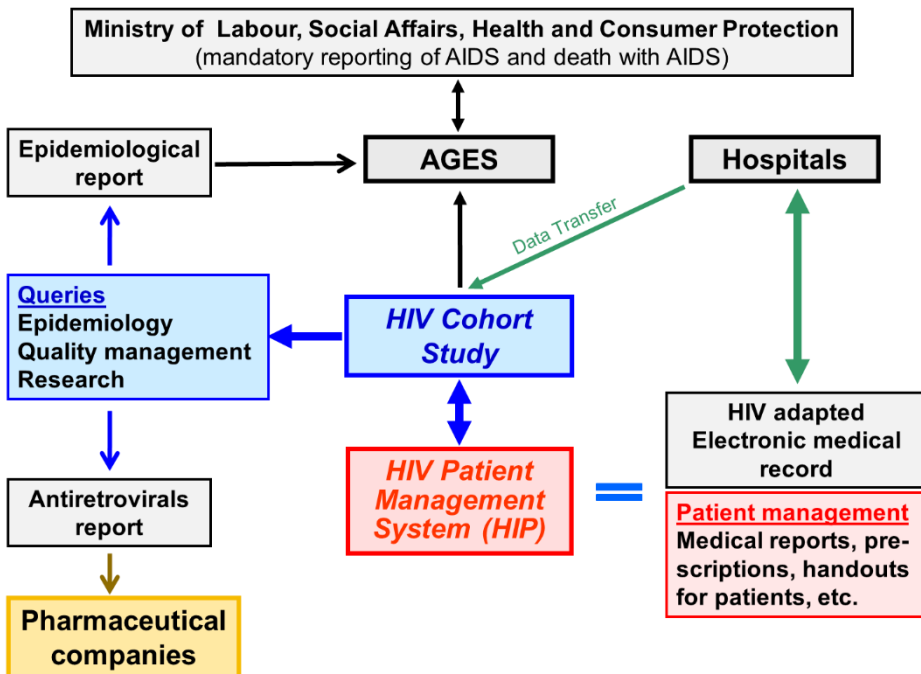 Ministry of Labour, Social Affairs, Health and Consumer Protection
(mandatory reporting of AIDS and death with AIDS)
Epidemiological
report
AGES
Hospitals
Data Transfer
Queries
Epidemiology
Quality management
Research
HIV Cohort
Study
HIV adapted
Electronic medical
record
Antiretrovirals
report
HIV Patient
Management
System (HIP)
Patient management
Medical reports, pre-
scriptions, handouts
for patients, etc.
Pharmaceutical
companies